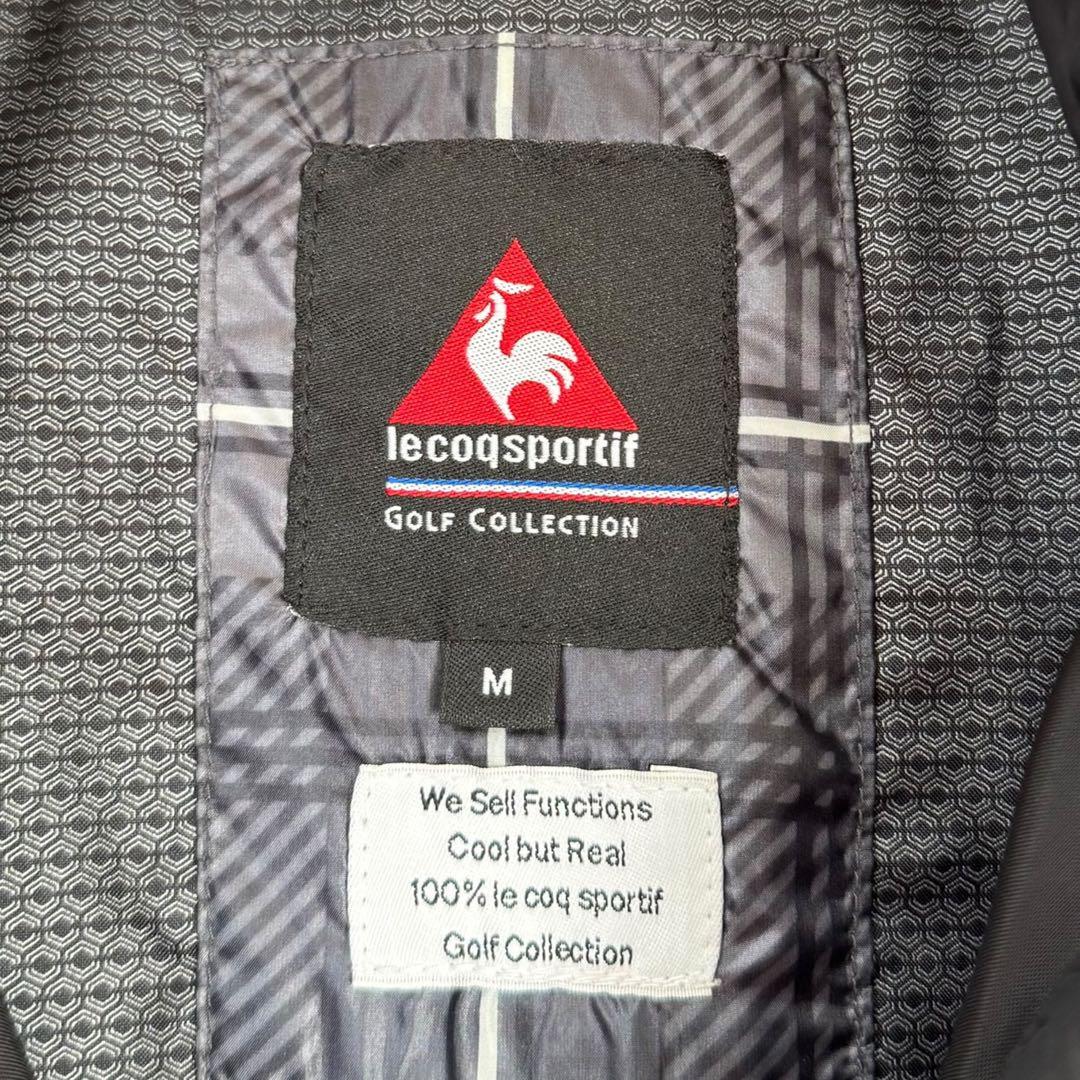 lecoqsportif
GOLF COLLECTION
M
We Sell Functions
Cool but Real
100% le coq sportif
Golf Collection